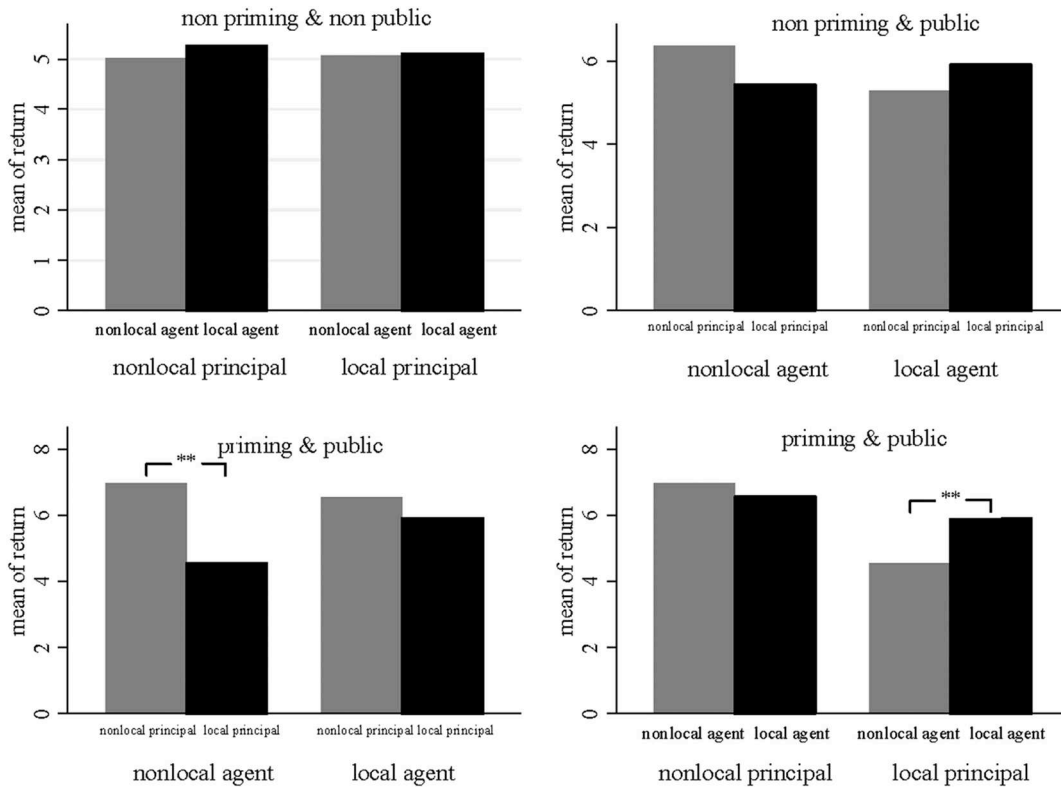 non priming & non public
mean of return
5
4
3
2
1
0
nonlocal agent local agent
nonlocal agent local agent
nonlocal principal
local principal
non priming & public
mean of return
6
4
2
0
nonlocal principal local principal
nonlocal principal local principal
nonlocal agent
local agent
priming & public
**
mean of return
8
6
4
2
0
nonlocal principal local principal
nonlocal principal local principal
nonlocal agent
local agent
priming & public
**
mean of return
8
6
4
2
0
nonlocal agent local agent
nonlocal agent local agent
nonlocal principal
local principal